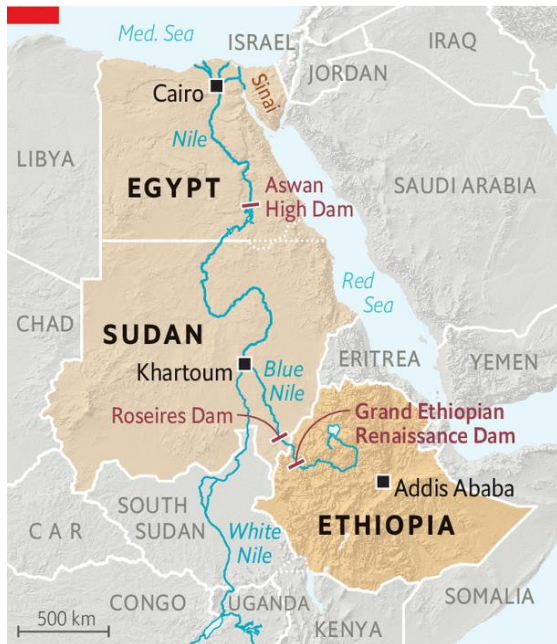 Med. Sea
ISRAEL
IRAQ
JORDAN
Cairo
Sinai
Nile
LIBYA
EGYPT
Aswan
High Dam
SAUDI ARABIA
Red
Sea
CHAD
SUDAN
ERITREA
YEMEN
Khartoum
Blue
Nile
Roseires Dam
Grand Ethiopian
Renaissance Dam
Addis Ababa
SOUTH
SUDAN
CAR
White
Nile
ETHIOPIA
SOMALIA
CONGO
UGANDA
KENYA
500 km